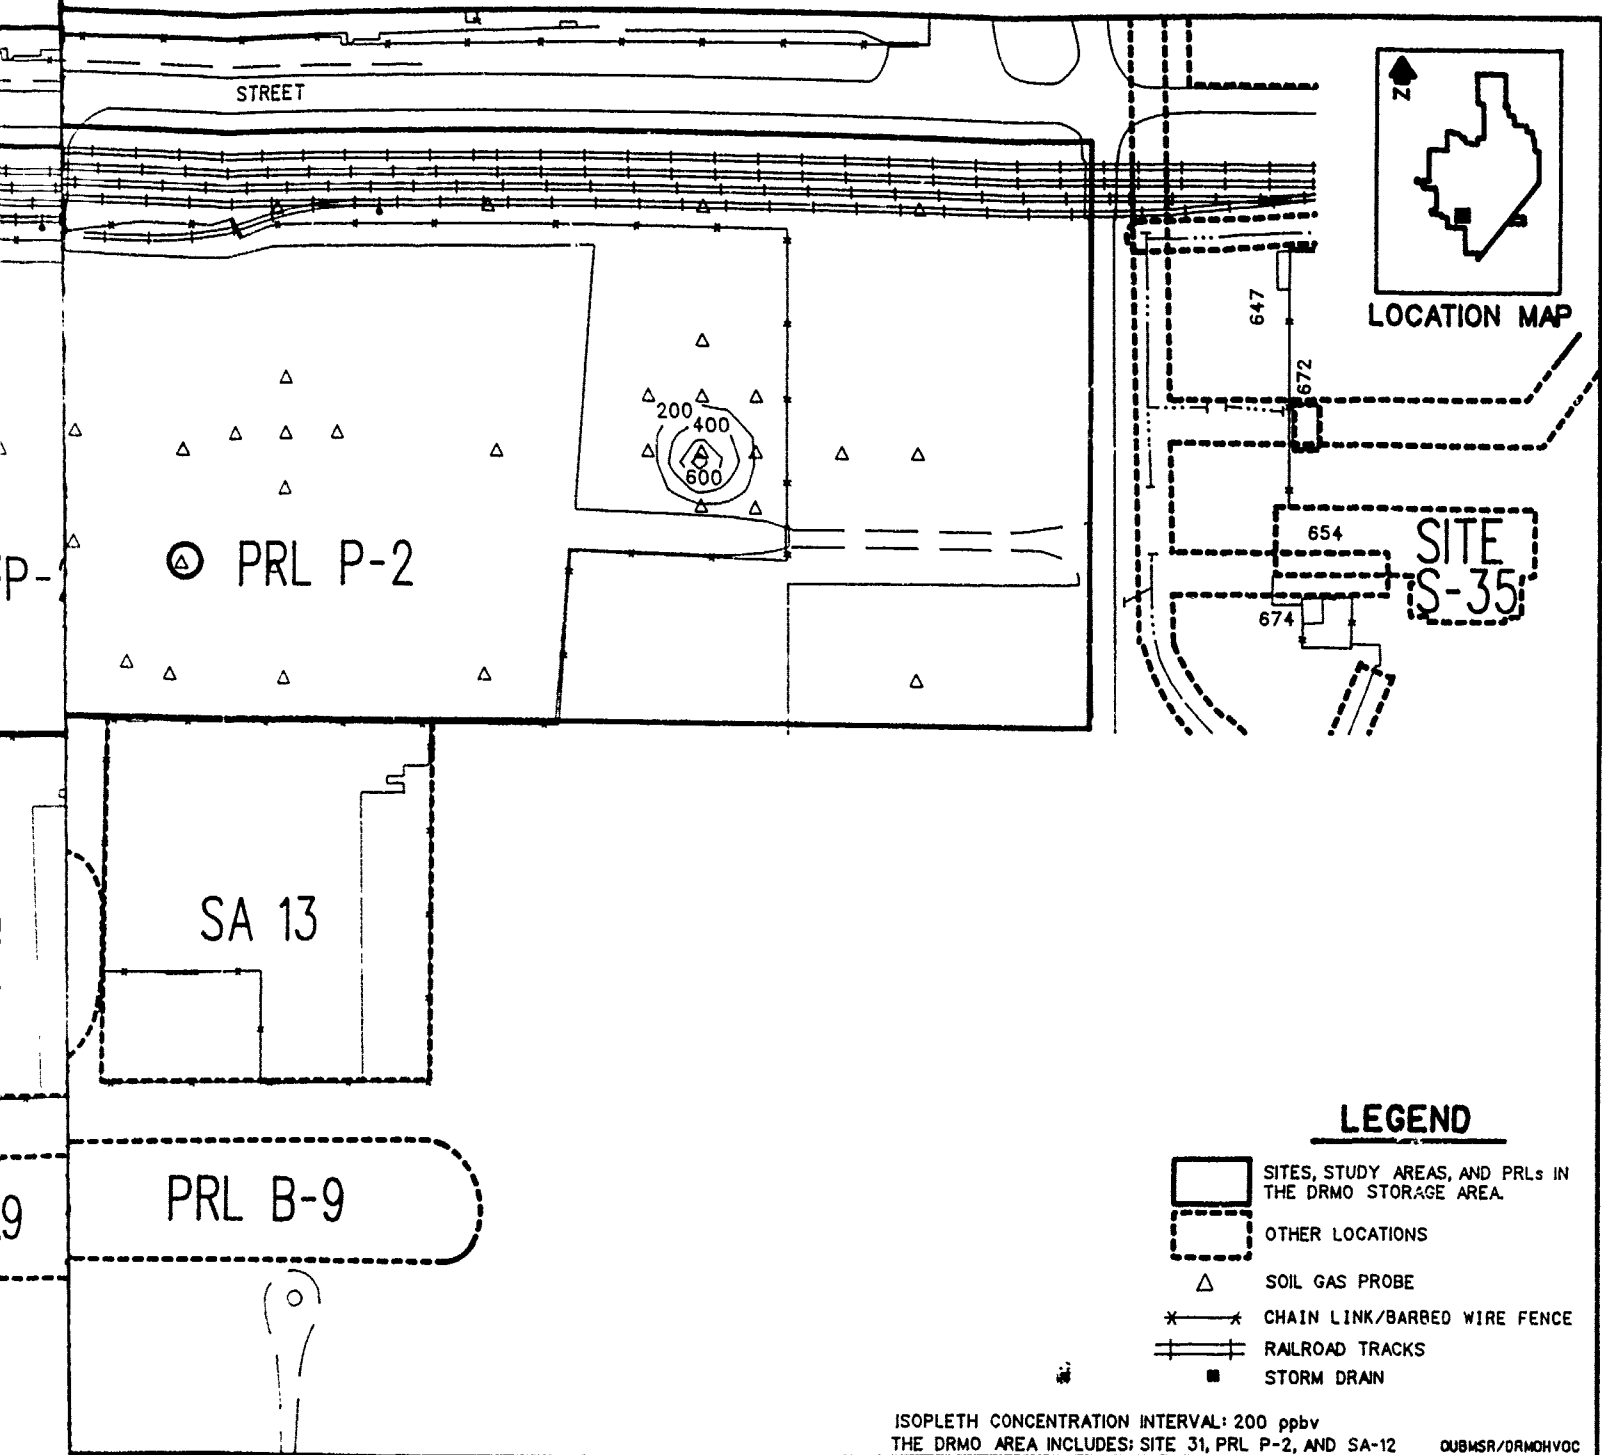 STREET
N
LOCATION MAP
647
672
200
400
600
SITE
S-35
654
674
PRL P-2
SA 13
PRL B-9
LEGEND
SITES, STUDY AREAS, AND PRLs IN
THE DRMO STORAGE AREA.
OTHER LOCATIONS
SOIL GAS PROBE
CHAIN LINK/BARBED WIRE FENCE
RAILROAD TRACKS
STORM DRAIN
ISOPLETH CONCENTRATION INTERVAL: 200 ppbv
THE DRMO AREA INCLUDES: SITE 31, PRL P-2, AND SA-12
OUBMSR/DRMOHVOC